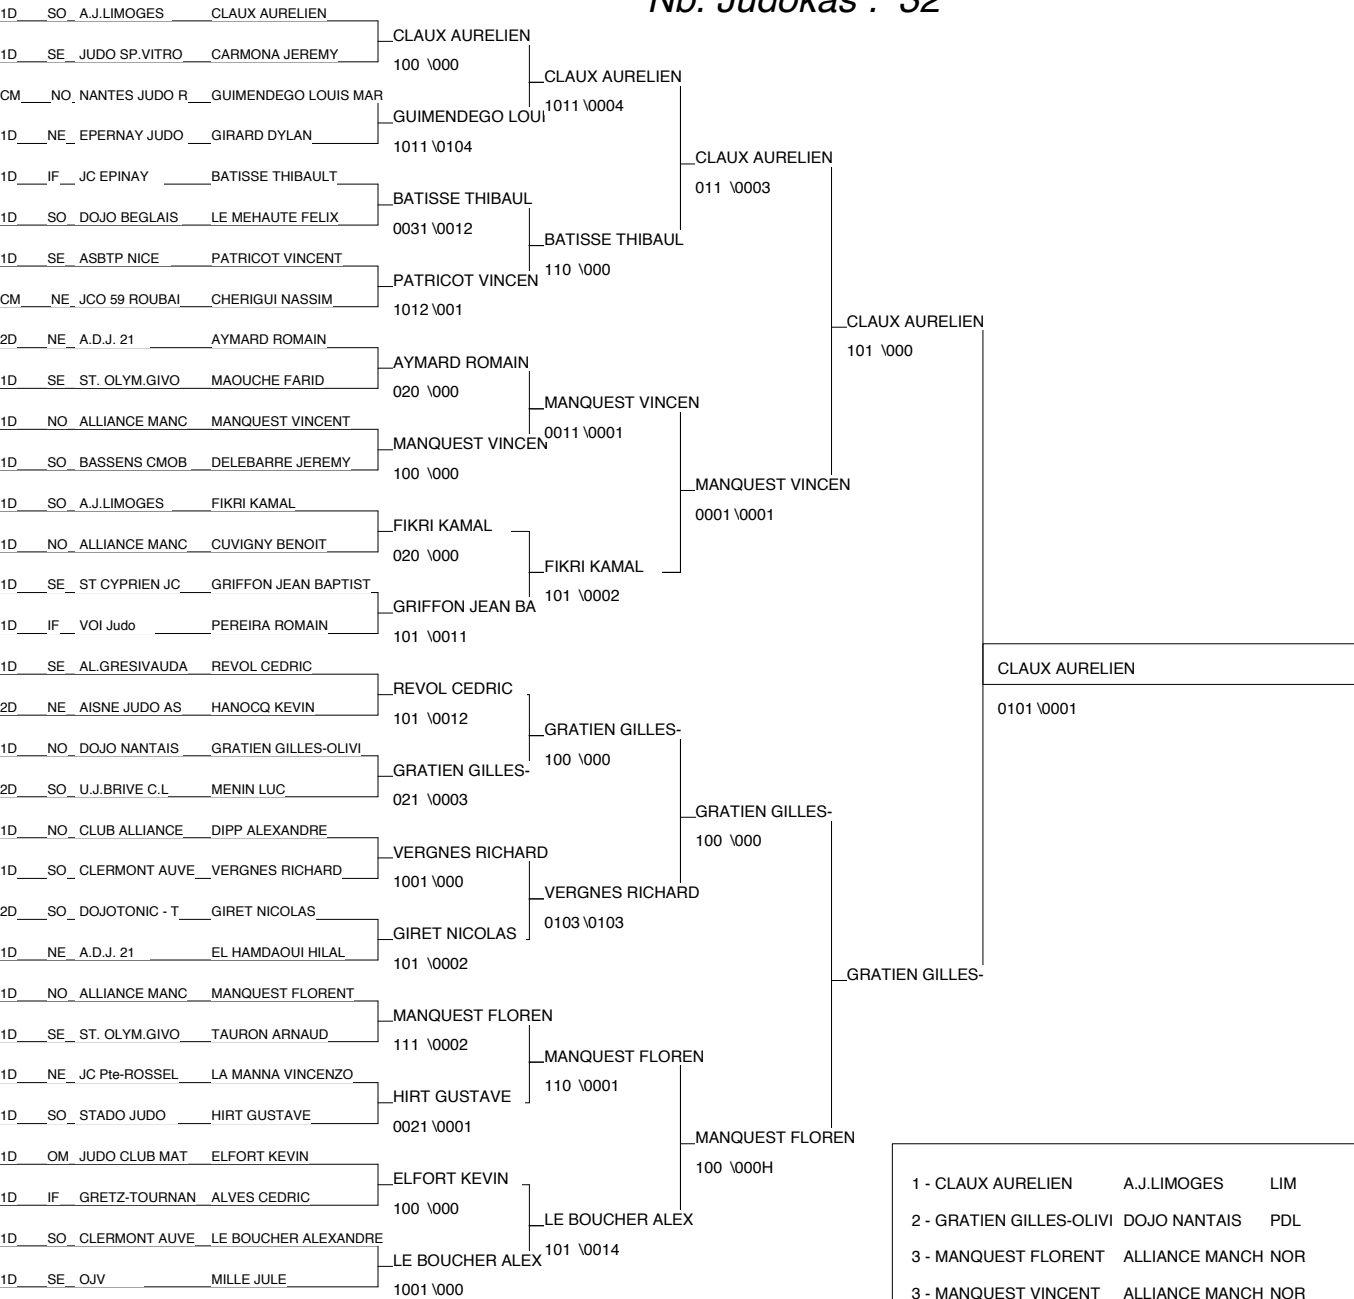 Nb. Judokas : 32
1D SO A.J.LIMOGES CLAUX AURELIEN
CLAUX AURELIEN
1D SE JUDO SP.VITRO CARMONA JEREMY
100 \000
CLAUX AURELIEN
CM NO NANTES JUDO R GUIMENDEGO LOUIS MAR
1011 \0004
GUIMENDEGO LOUI
1D NE EPERNAY JUDO GIRARD DYLAN
1011 \0104
CLAUX AURELIEN
1D IF JC EPINAY BATISSE THIBAULT
011 \0003
BATISSE THIBAUL
1D SO DOJO BEGLAIS LE MEHAUTE FELIX
0031 \0012
BATISSE THIBAUL
1D SE ASBTP NICE PATRICOT VINCENT
110 \000
PATRICOT VINCEN
CM NE JCO 59 ROUBAI CHERIGUI NASSIM
1012 \001
CLAUX AURELIEN
2D NE A.D.J. 21 AYMARD ROMAIN
101 \000
AYMARD ROMAIN
1D SE ST. OLYM.GIVO MAOUCHE FARID
020 \000
MANQUEST VINCEN
1D NO ALLIANCE MANC MANQUEST VINCENT
0011 \0001
MANQUEST VINCEN
1D SO BASSENS CMOB DELEBARRE JEREMY
100 \000
MANQUEST VINCEN
1D SO A.J.LIMOGES FIKRI KAMAL
0001 \0001
FIKRI KAMAL
1D NO ALLIANCE MANC CUVIGNY BENOIT
020 \000
FIKRI KAMAL
1D SE ST CYPRIEN JC GRIFFON JEAN BAPTIST
101 \0002
GRIFFON JEAN BA
1D IF VOI Judo PEREIRA ROMAIN
101 \0011
1D SE AL.GRESIVAUDA REVOL CEDRIC
CLAUX AURELIEN
REVOL CEDRIC
2D NE AISNE JUDO AS HANOCQ KEVIN
0101 \0001
101 \0012
GRATIEN GILLES-
1D NO DOJO NANTAIS GRATIEN GILLES-OLIVI
100 \000
GRATIEN GILLES-
2D SO U.J.BRIVE C.L MENIN LUC
021 \0003
GRATIEN GILLES-
1D NO CLUB ALLIANCE DIPP ALEXANDRE
100 \000
VERGNES RICHARD
1D SO CLERMONT AUVE VERGNES RICHARD
1001 \000
VERGNES RICHARD
2D SO DOJOTONIC - T GIRET NICOLAS
0103 \0103
GIRET NICOLAS
1D NE A.D.J. 21 EL HAMDAOUI HILAL
101 \0002
GRATIEN GILLES-
1D NO ALLIANCE MANC MANQUEST FLORENT
MANQUEST FLOREN
1D SE ST. OLYM.GIVO TAURON ARNAUD
111 \0002
MANQUEST FLOREN
1D NE JC Pte-ROSSEL LA MANNA VINCENZO
110 \0001
HIRT GUSTAVE
1D SO STADO JUDO HIRT GUSTAVE
0021 \0001
MANQUEST FLOREN
1D OM JUDO CLUB MAT ELFORT KEVIN
100 \000H
ELFORT KEVIN
1D IF GRETZ-TOURNAN ALVES CEDRIC
100 \000
LE BOUCHER ALEX
1D SO CLERMONT AUVE LE BOUCHER ALEXANDRE
101 \0014
LE BOUCHER ALEX
1D SE OJV MILLE JULE
1001 \000
1 - CLAUX AURELIEN A.J.LIMOGES LIM
2 - GRATIEN GILLES-OLIVI DOJO NANTAIS PDL
3 - MANQUEST FLORENT ALLIANCE MANCH NOR
3 - MANQUEST VINCENT ALLIANCE MANCH NOR